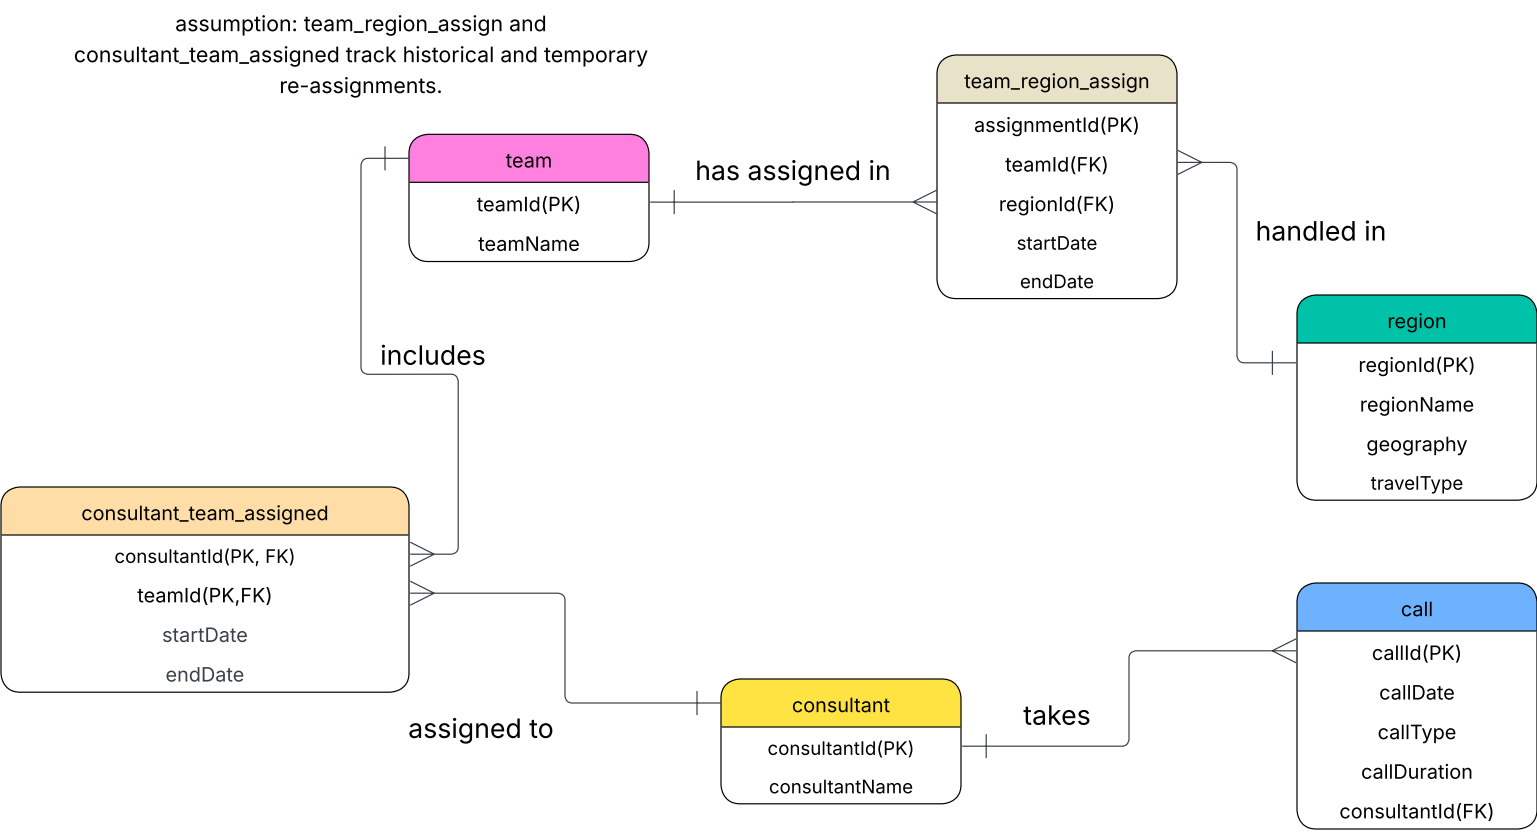 assumption: team_region_assign and
consultant_team_assigned track historical and temporary
re-assignments.
team
teamId(PK)
teamName
has assigned in
team_region_assign
assignmentId(PK)
teamId(FK)
regionId(FK)
startDate
endDate
handled in
region
regionId(PK)
regionName
geography
travelType
includes
consultant_team_assigned
consultantId(PK, FK)
teamId(PK,FK)
startDate
endDate
assigned to
consultant
consultantId(PK)
consultantName
takes
call
callId(PK)
callDate
callType
callDuration
consultantId(FK)